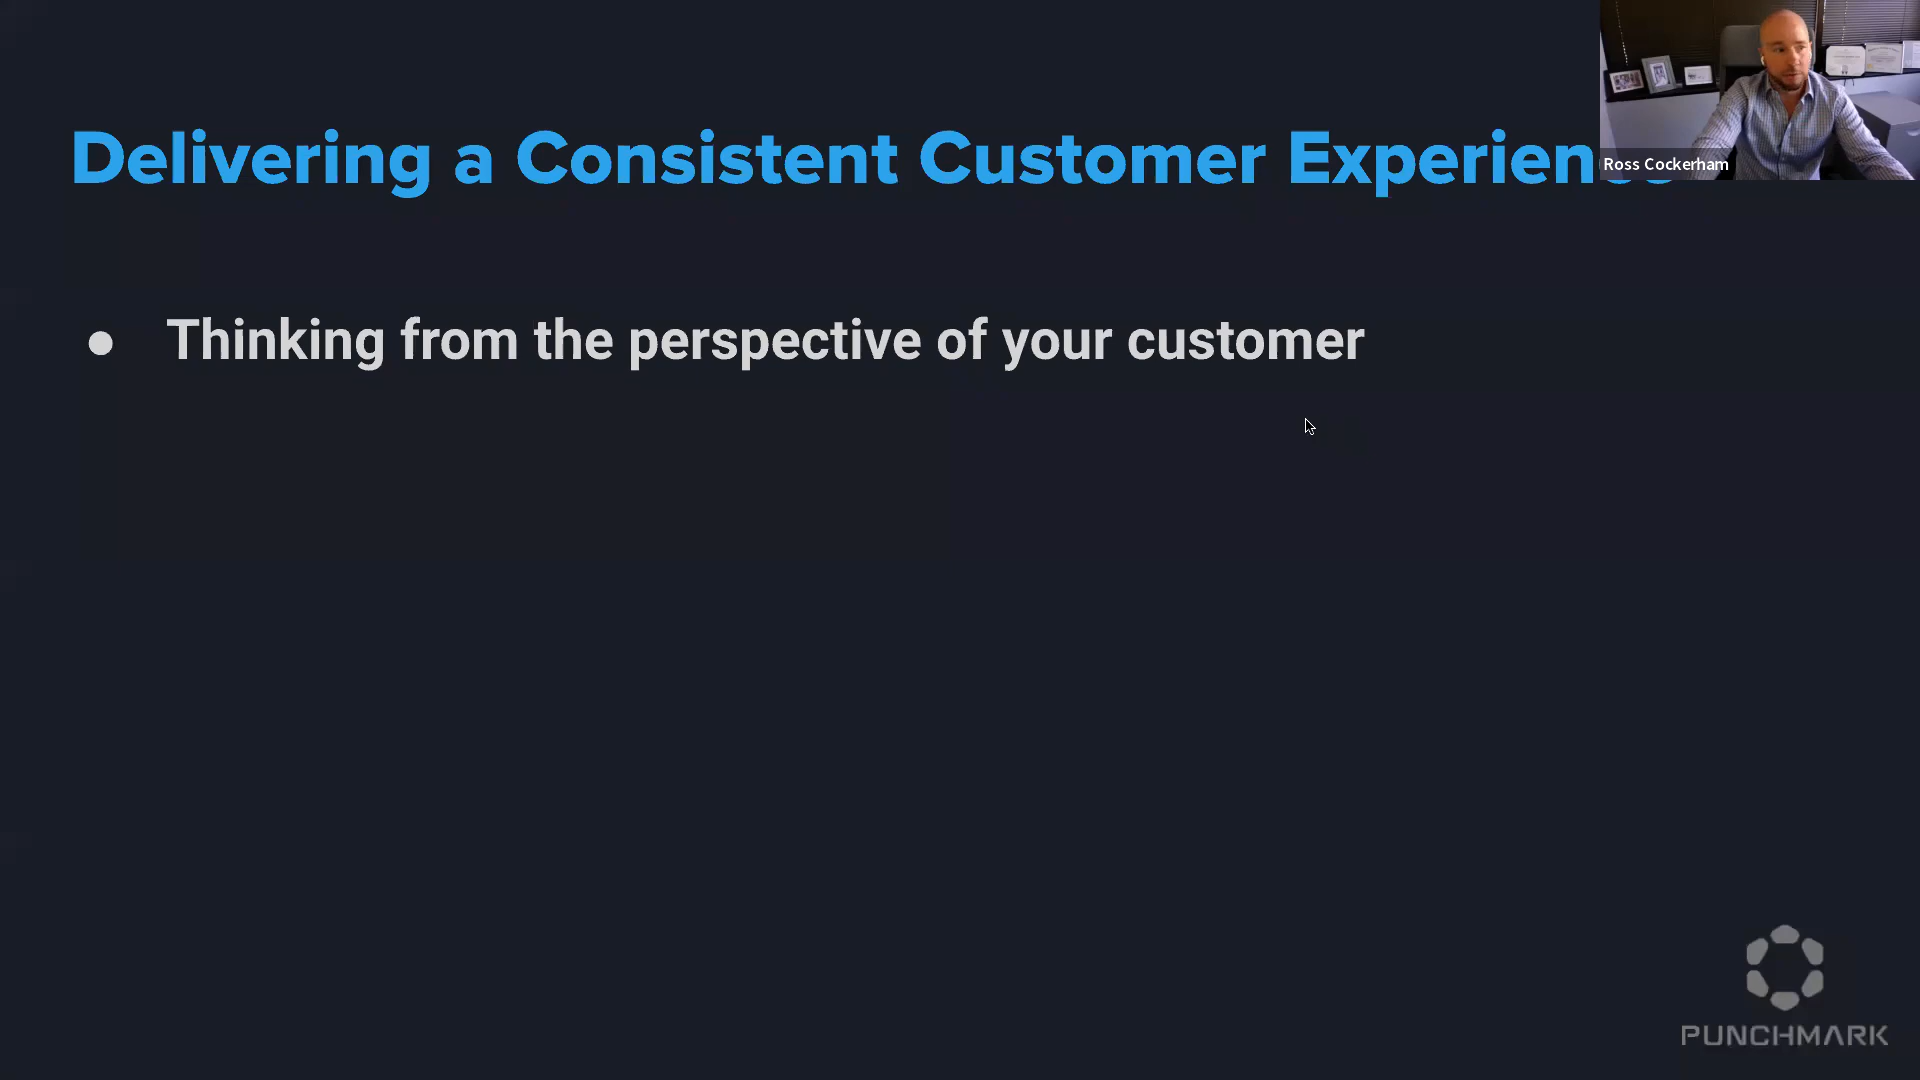 Delivering a Consistent Customer Experien
Ross Cockerham
● Thinking from the perspective of your customer
PUNCHMARK